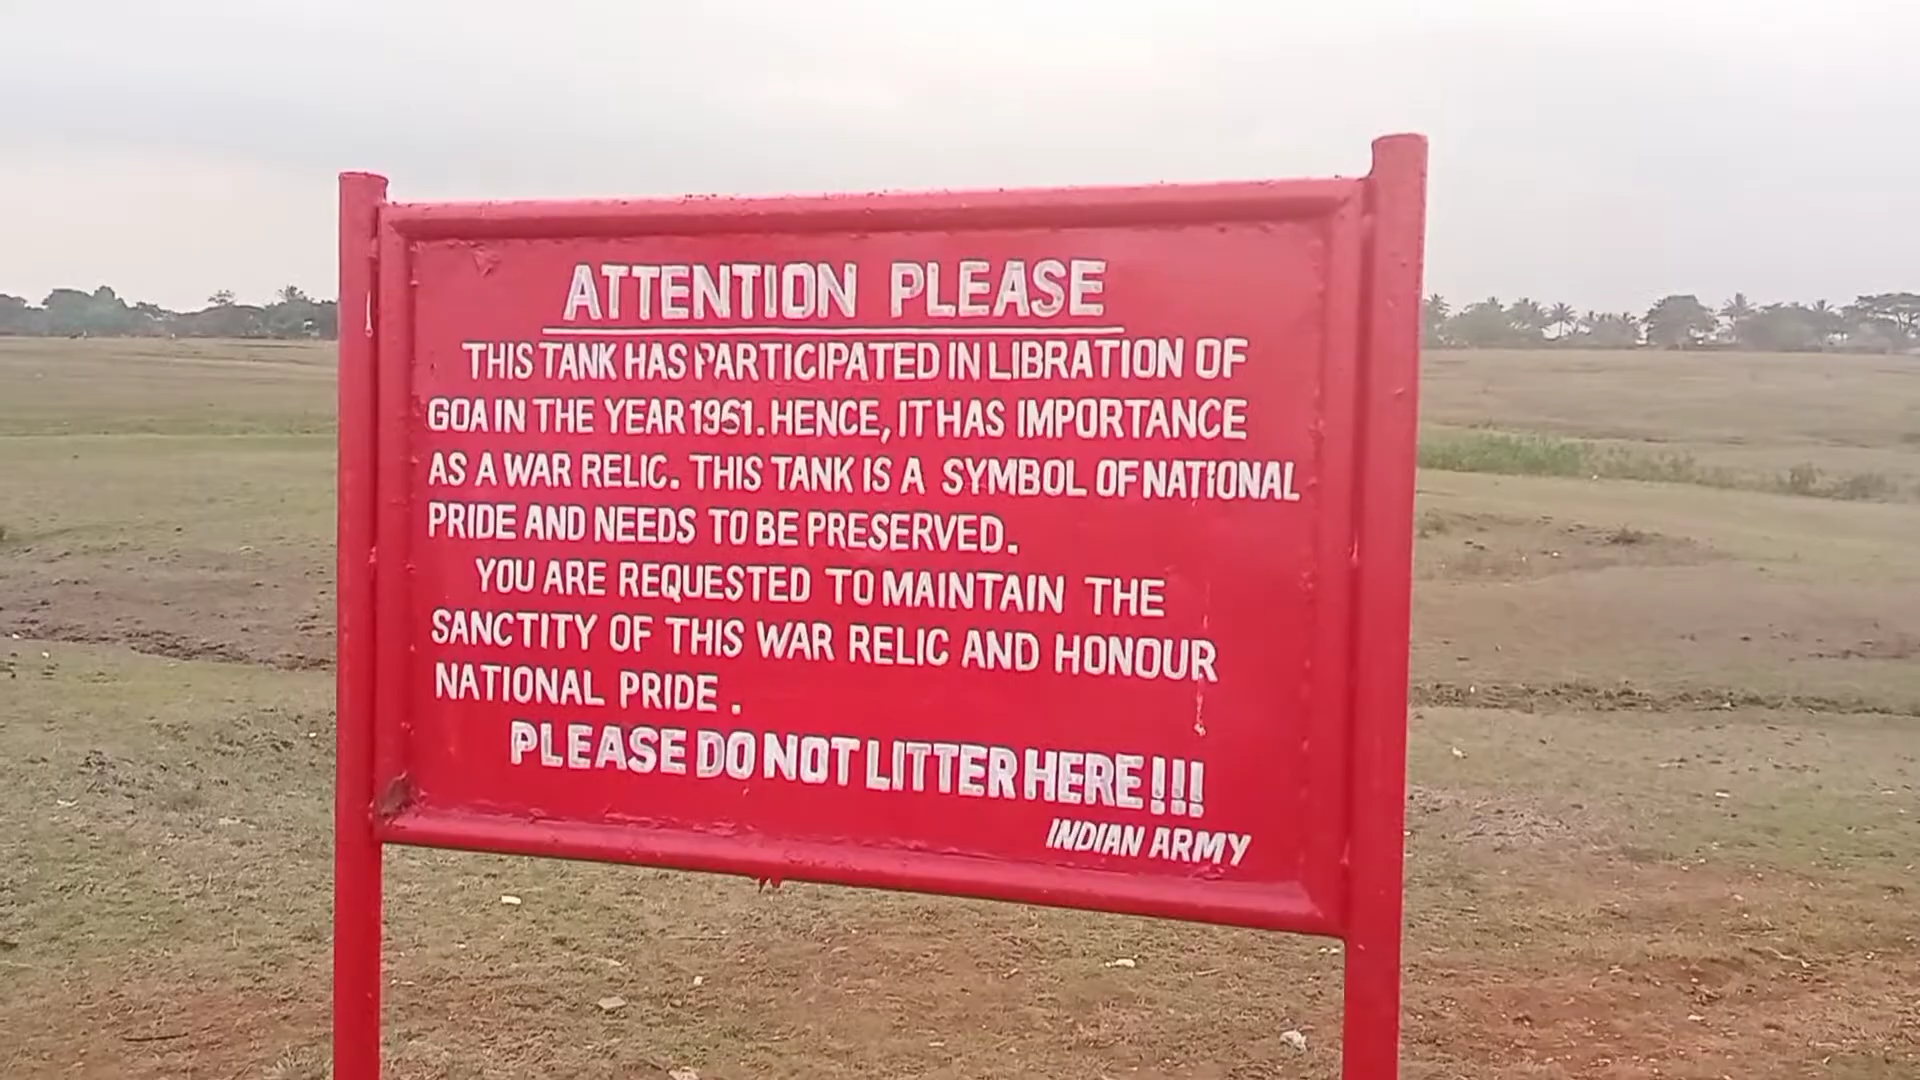 ATTENTION PLEASE
THIS TANK HAS PARTICIPATED IN LIBRATION OF
GOA IN THE YEAR 1961. HENCE, IT HAS IMPORTANCE
AS A WAR RELIC. THIS TANK IS A SYMBOL OF NATIONAL
PRIDE AND NEEDS TO BE PRESERVED.
YOU ARE REQUESTED TO MAINTAIN THE
SANCTITY OF THIS WAR RELIC AND HONOUR
NATIONAL PRIDE.
PLEASE DO NOT LITTER HERE!!!
INDIAN ARMY